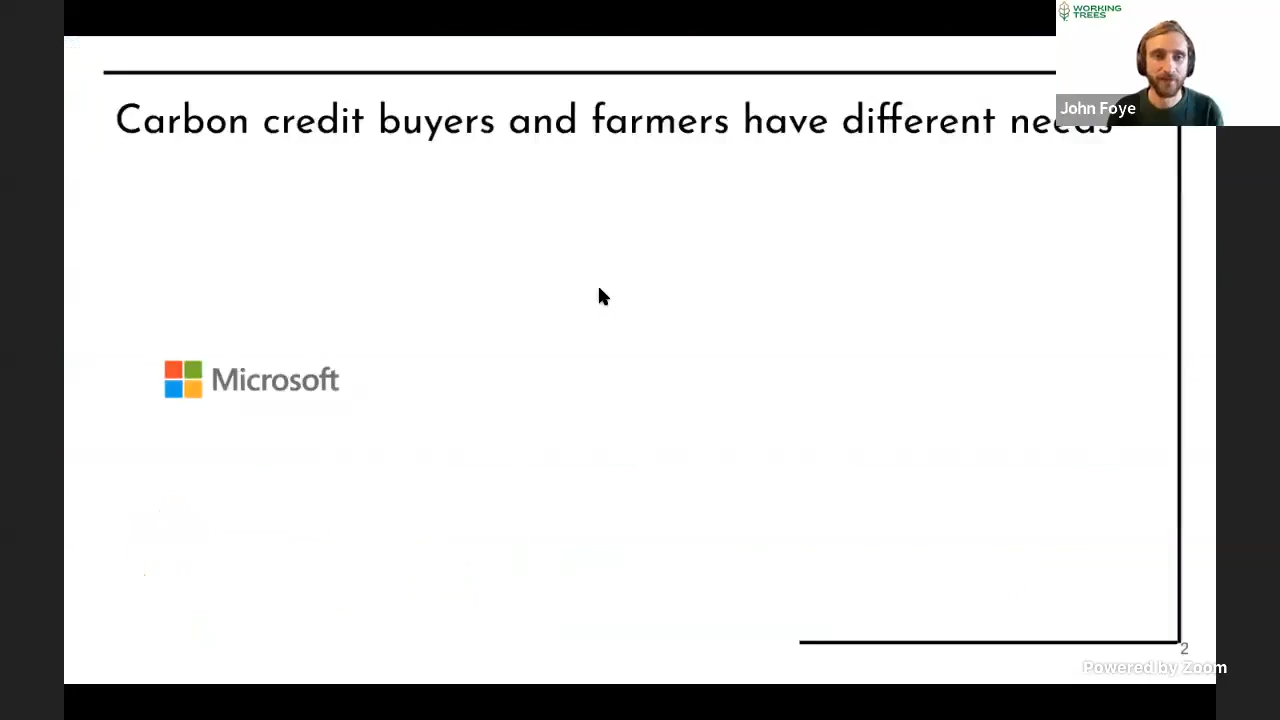 WORKING
TREES
John Foye
Carbon credit buyers and farmers have different needs
Microsoft
2
Powered by Zoom